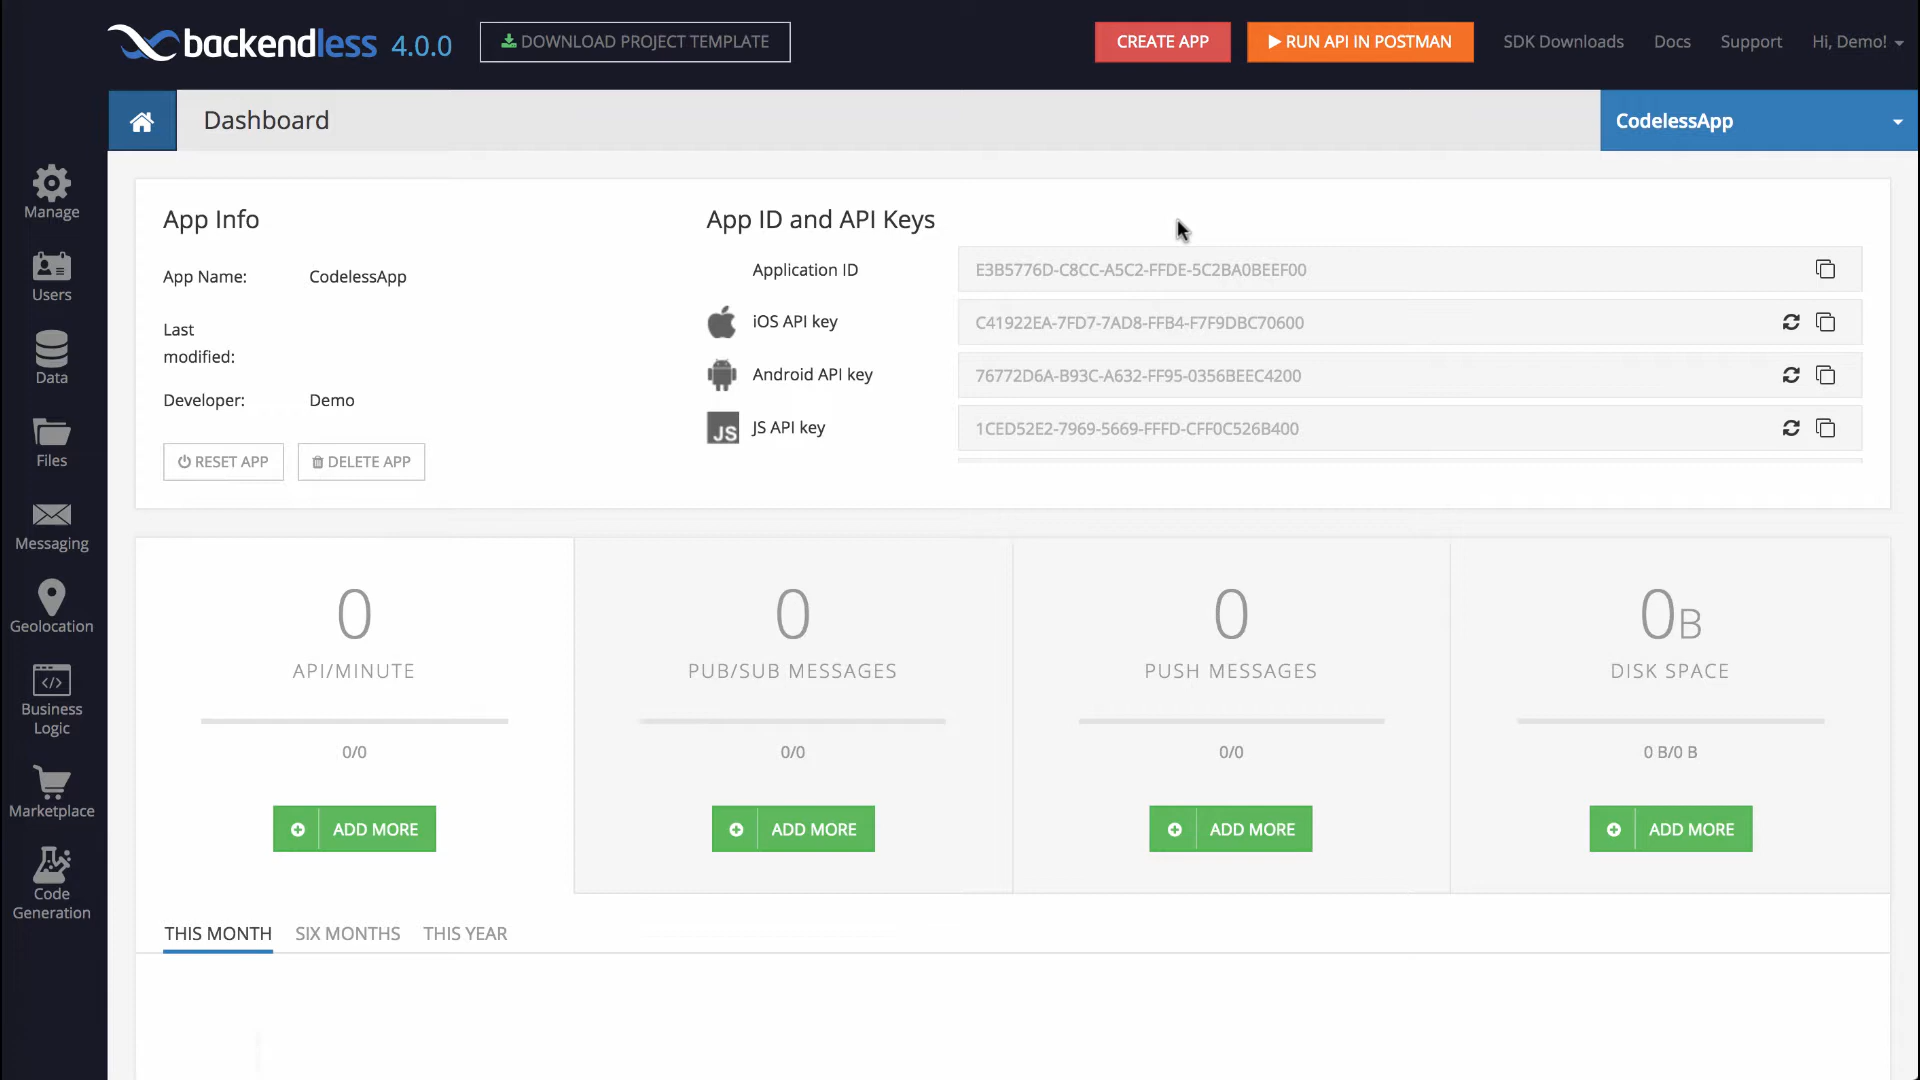 backendless 4.0.0
DOWNLOAD PROJECT TEMPLATE
CREATE APP
RUN API IN POSTMAN
SDK Downloads
Docs
Support
Hi, Demo!
Dashboard
CodelessApp
Manage
Users
Data
Files
Messaging
Geolocation
Business
Logic
Marketplace
Code
Generation
App Info
App Name: CodelessApp
Last
modified:
Developer: Demo
RESET APP
DELETE APP
App ID and API Keys
Application ID E3B5776D-C8CC-A5C2-FFDE-5C2BA0BEEF00
iOS API key C41922EA-7FD7-7AD8-FFB4-F7F9DBC70600
Android API key 76772D6A-B93C-A632-FF95-0356BEEC4200
JS JS API key 1CED52E2-7969-5669-FFFD-CFF0C526B400
0
API/MINUTE
0/0
ADD MORE
0
PUB/SUB MESSAGES
0/0
ADD MORE
0
PUSH MESSAGES
0/0
ADD MORE
0B
DISK SPACE
0 B/0 B
ADD MORE
THIS MONTH SIX MONTHS THIS YEAR